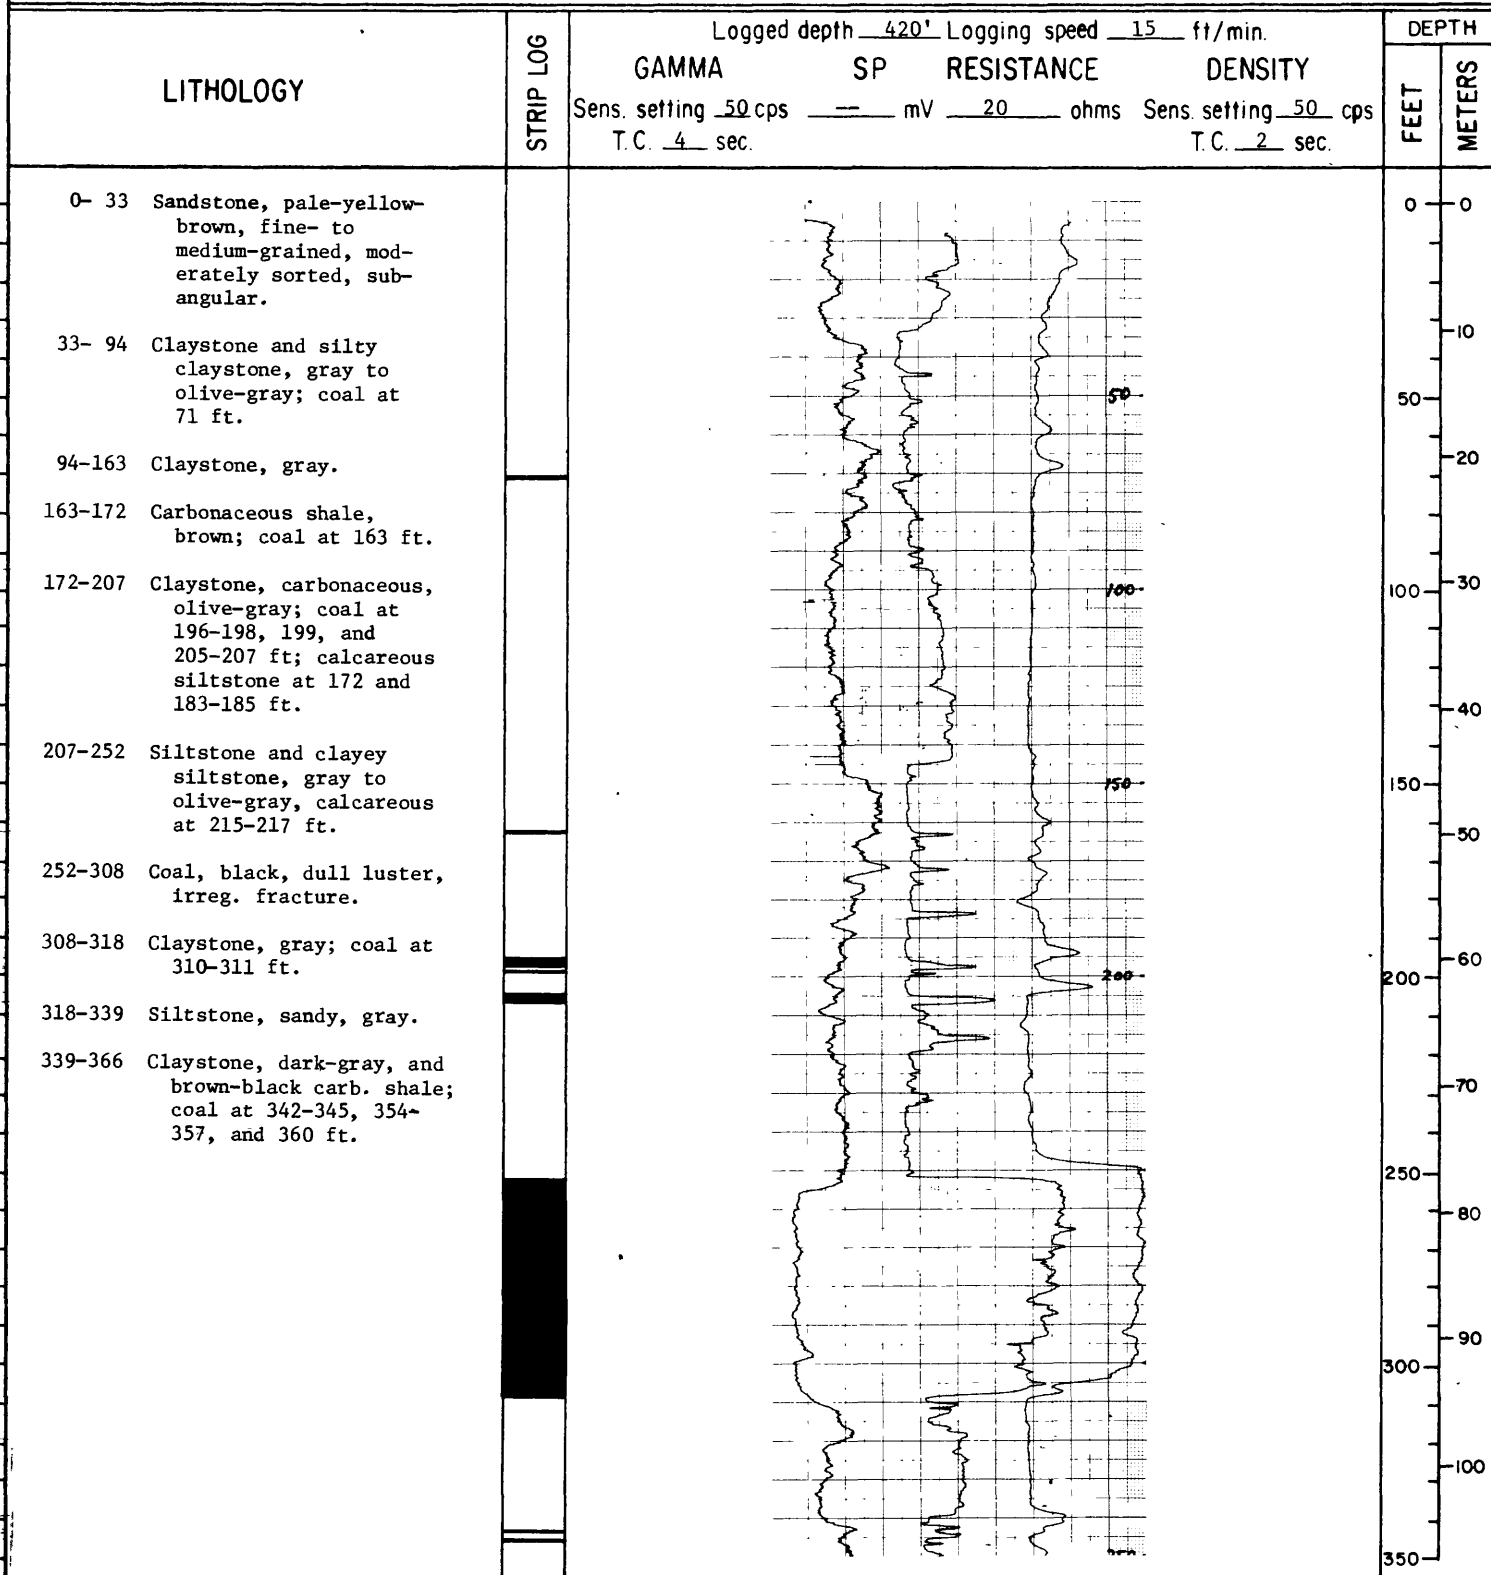 Logged depth 420' Logging speed 15 ft/min.
DEPTH
LITHOLOGY
STRIP LOG
GAMMA SP RESISTANCE DENSITY
Sens. setting 50 cps — mV 20 ohms Sens. setting 50 cps
T.C. 4 sec. T.C. 2 sec.
FEET
METERS
0- 33 Sandstone, pale-yellow-
brown, fine- to
medium-grained, mod-
erately sorted, sub-
angular.
33- 94 Claystone and silty
claystone, gray to
olive-gray; coal at
71 ft.
94-163 Claystone, gray.
163-172 Carbonaceous shale,
brown; coal at 163 ft.
172-207 Claystone, carbonaceous,
olive-gray; coal at
196-198, 199, and
205-207 ft; calcareous
siltstone at 172 and
183-185 ft.
207-252 Siltstone and clayey
siltstone, gray to
olive-gray, calcareous
at 215-217 ft.
252-308 Coal, black, dull luster,
irreg. fracture.
308-318 Claystone, gray; coal at
310-311 ft.
318-339 Siltstone, sandy, gray.
339-366 Claystone, dark-gray, and
brown-black carb. shale;
coal at 342-345, 354-
357, and 360 ft.
50
100
150
200
0
50
100
150
200
250
300
350
0
10
20
30
40
50
60
70
80
90
100